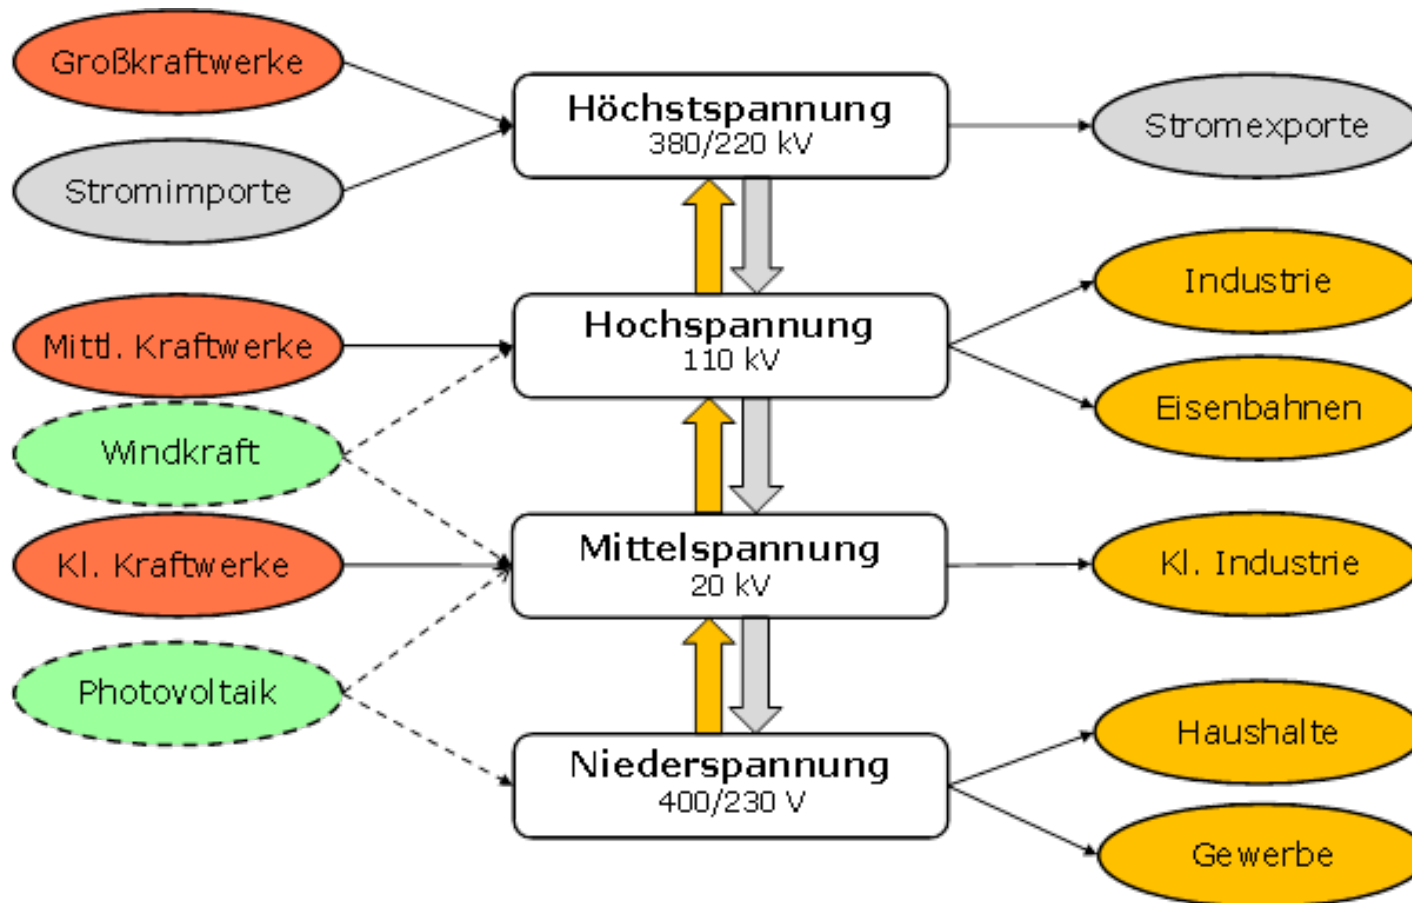 Großkraftwerke
Höchstspannung
380/220 kV
Stromexporte
Stromimporte
Industrie
Mittl. Kraftwerke
Hochspannung
110 kV
Eisenbahnen
Windkraft
Kl. Kraftwerke
Mittelspannung
20 kV
Kl. Industrie
Photovoltaik
Haushalte
Niederspannung
400/230 V
Gewerbe